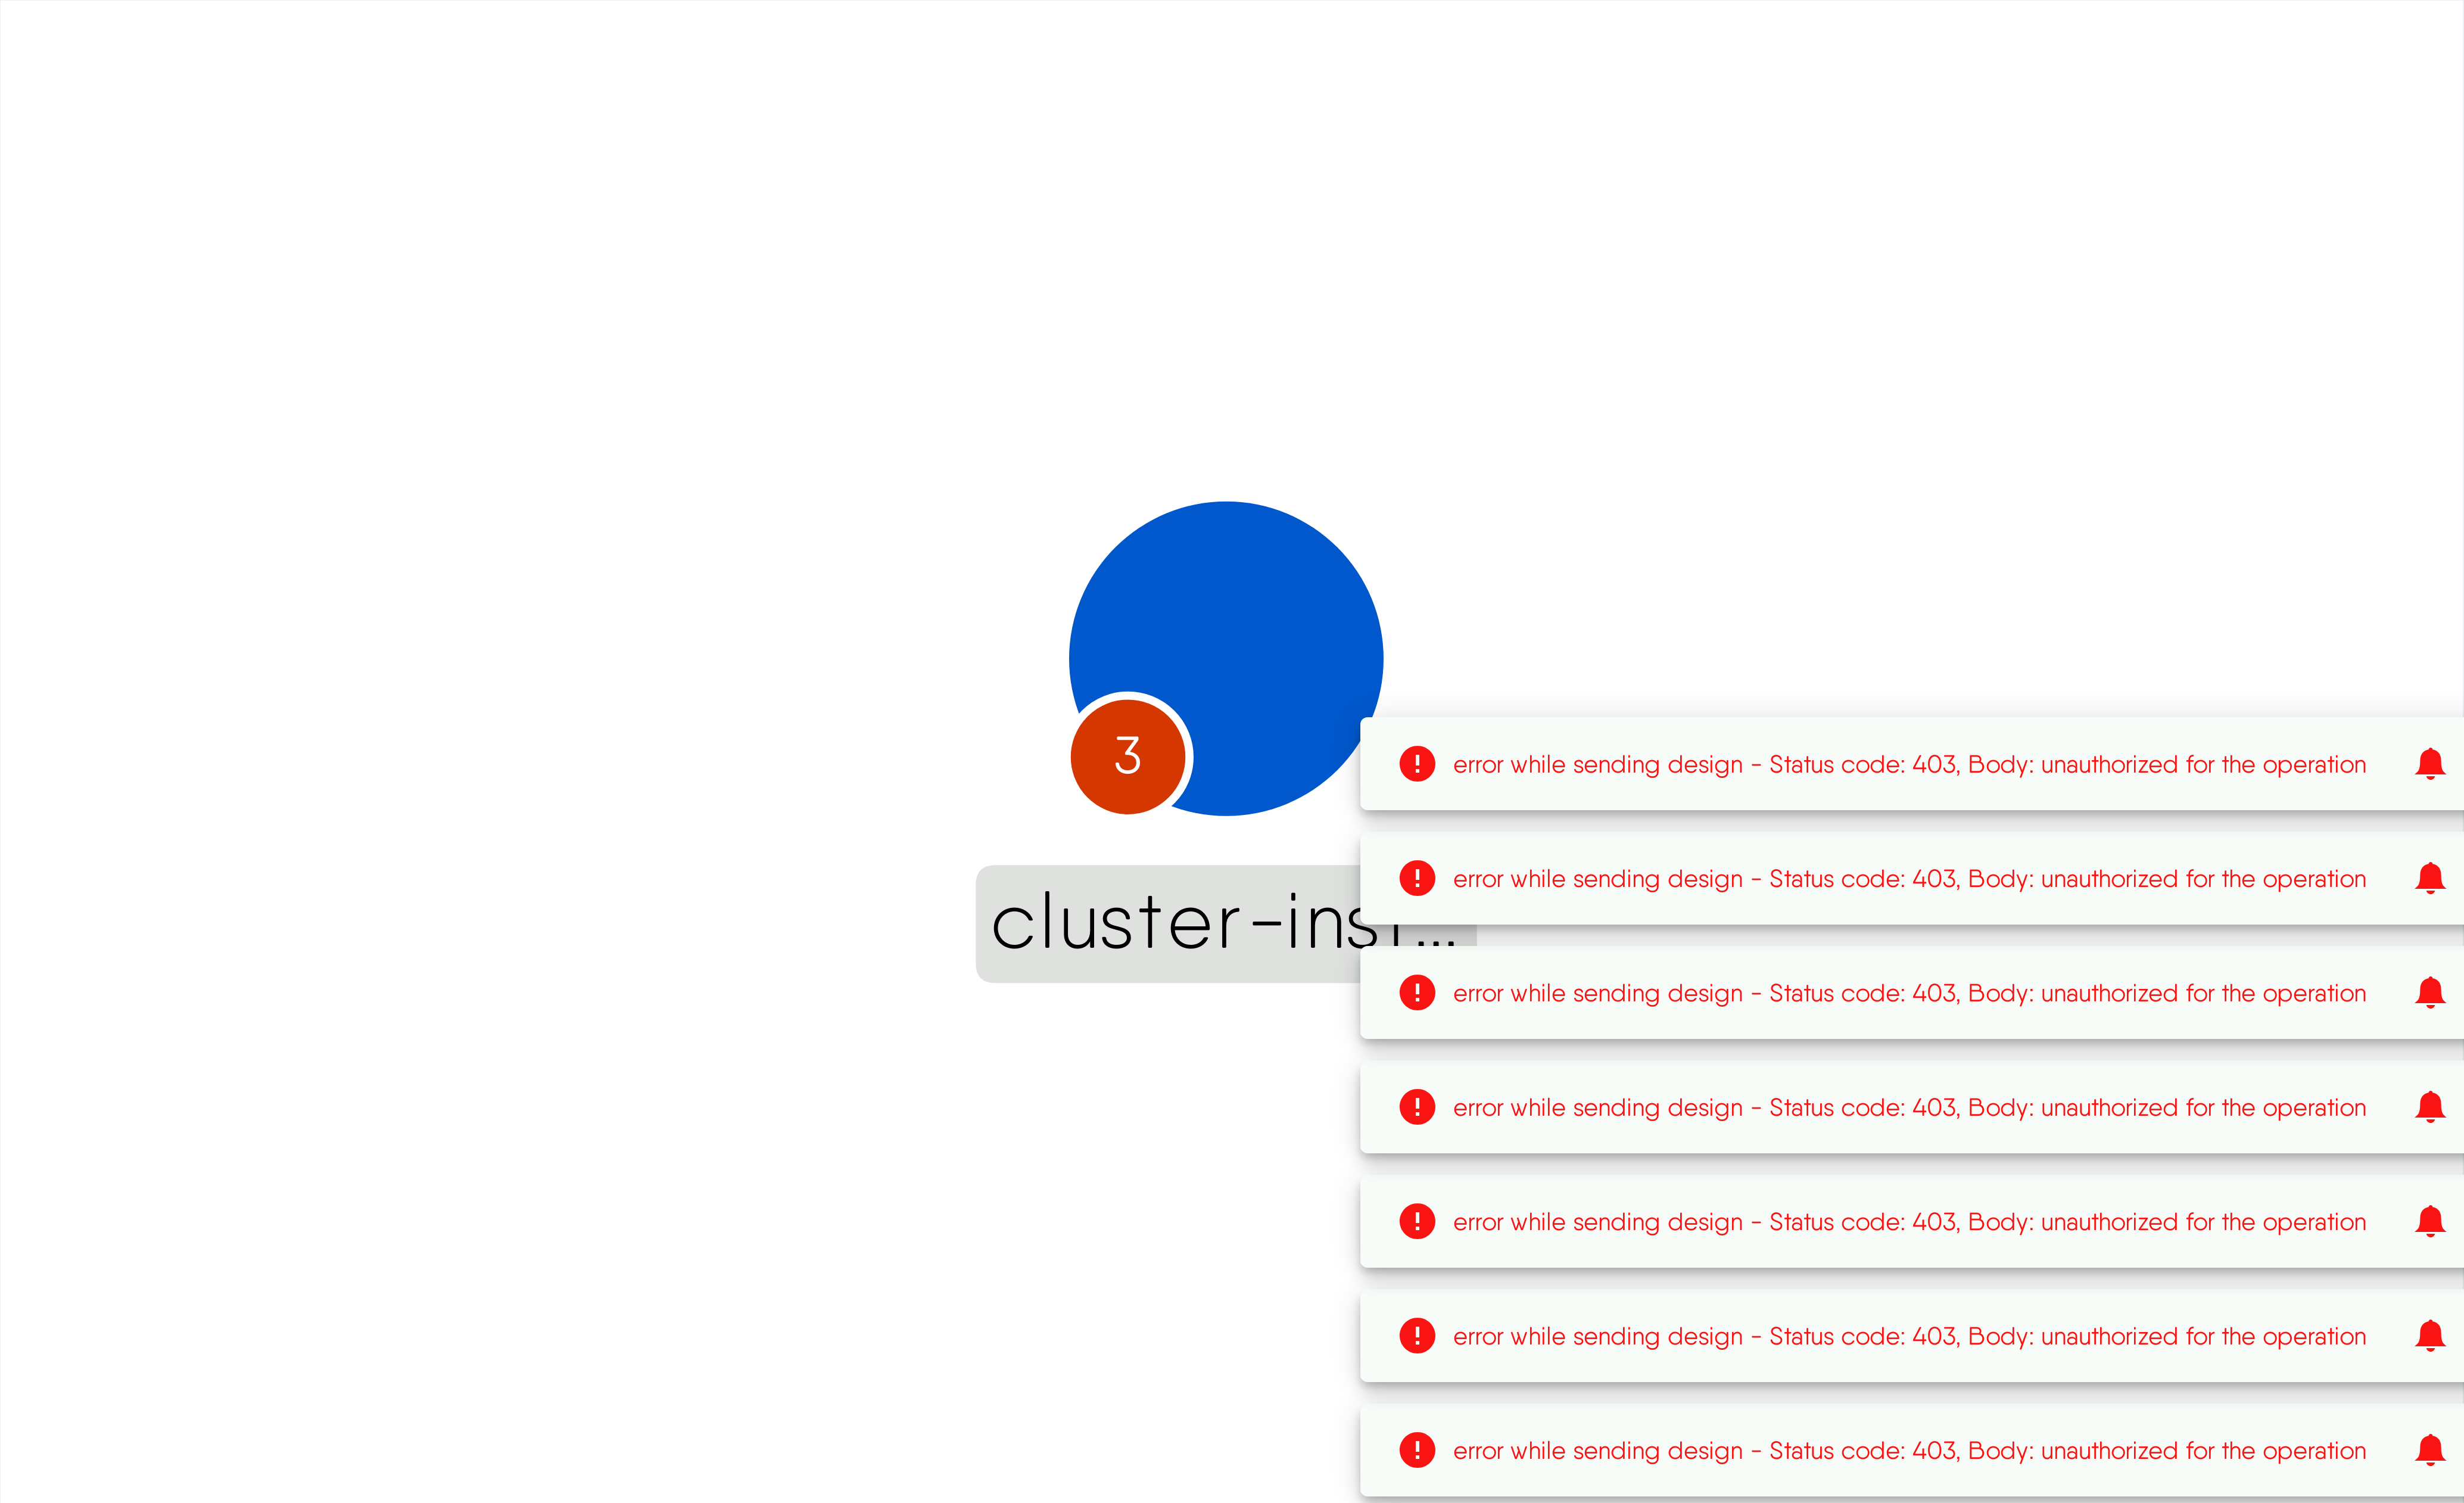 3
cluster-inst...
error while sending design - Status code: 403, Body: unauthorized for the operation
error while sending design - Status code: 403, Body: unauthorized for the operation
error while sending design - Status code: 403, Body: unauthorized for the operation
error while sending design - Status code: 403, Body: unauthorized for the operation
error while sending design - Status code: 403, Body: unauthorized for the operation
error while sending design - Status code: 403, Body: unauthorized for the operation
error while sending design - Status code: 403, Body: unauthorized for the operation